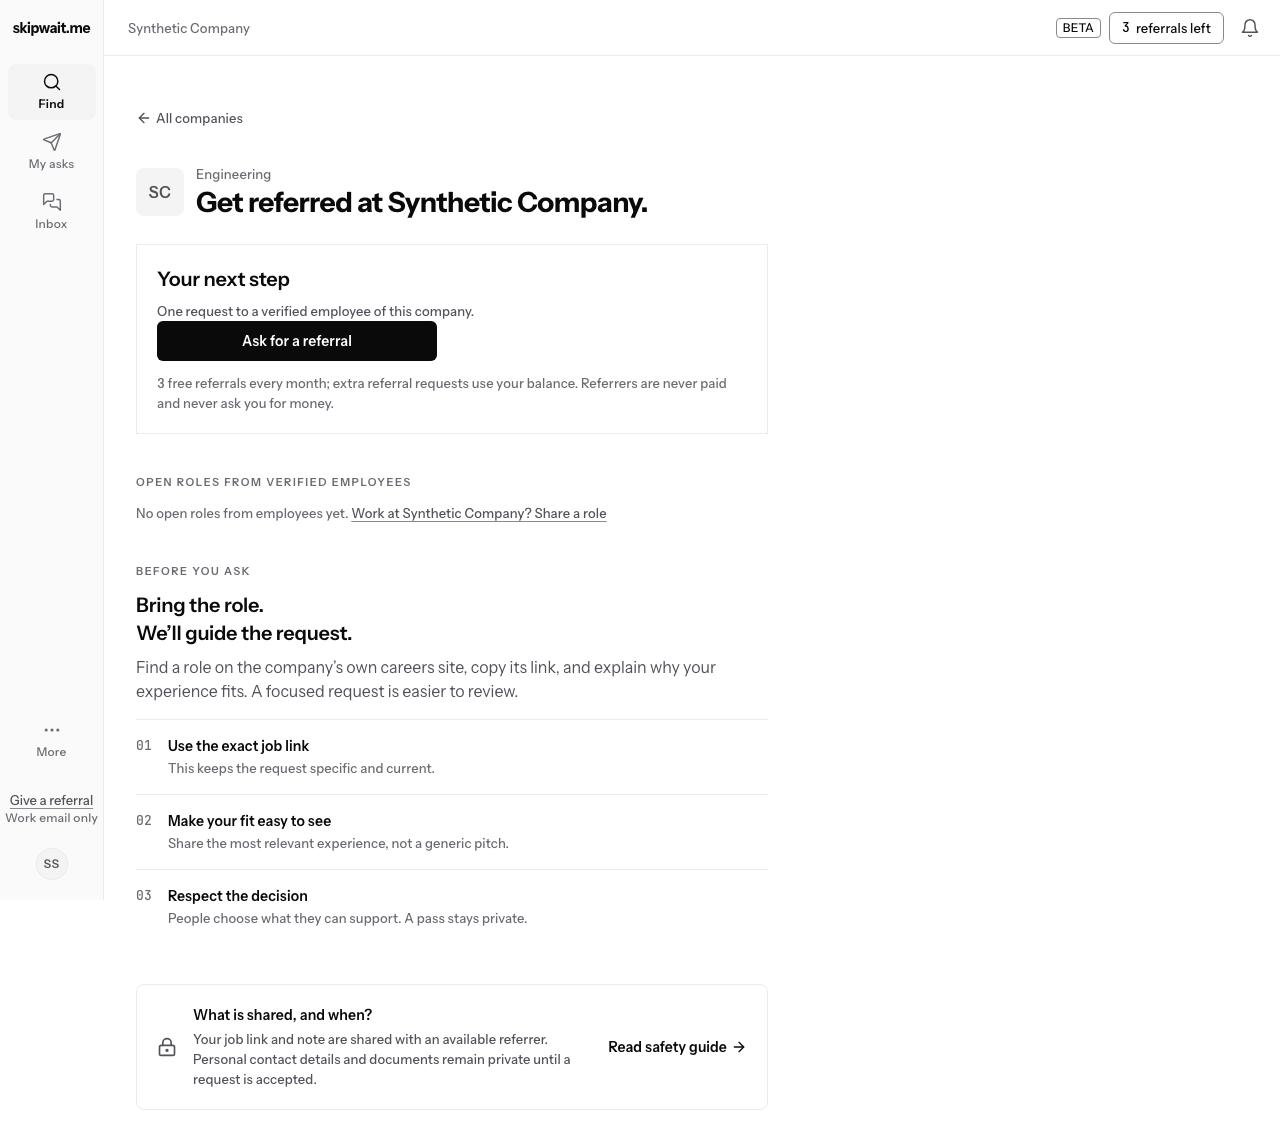 skipwait.me
Synthetic Company
BETA
3 referrals left
Find
My asks
Inbox
All companies
SC
Engineering
Get referred at Synthetic Company.
Your next step
One request to a verified employee of this company.
Ask for a referral
3 free referrals every month; extra referral requests use your balance. Referrers are never paid
and never ask you for money.
OPEN ROLES FROM VERIFIED EMPLOYEES
No open roles from employees yet. Work at Synthetic Company? Share a role
BEFORE YOU ASK
Bring the role.
We’ll guide the request.
Find a role on the company’s own careers site, copy its link, and explain why your
experience fits. A focused request is easier to review.
01 Use the exact job link
This keeps the request specific and current.
02 Make your fit easy to see
Share the most relevant experience, not a generic pitch.
03 Respect the decision
People choose what they can support. A pass stays private.
More
Give a referral
Work email only
SS
What is shared, and when?
Your job link and note are shared with an available referrer.
Personal contact details and documents remain private until a
request is accepted.
Read safety guide